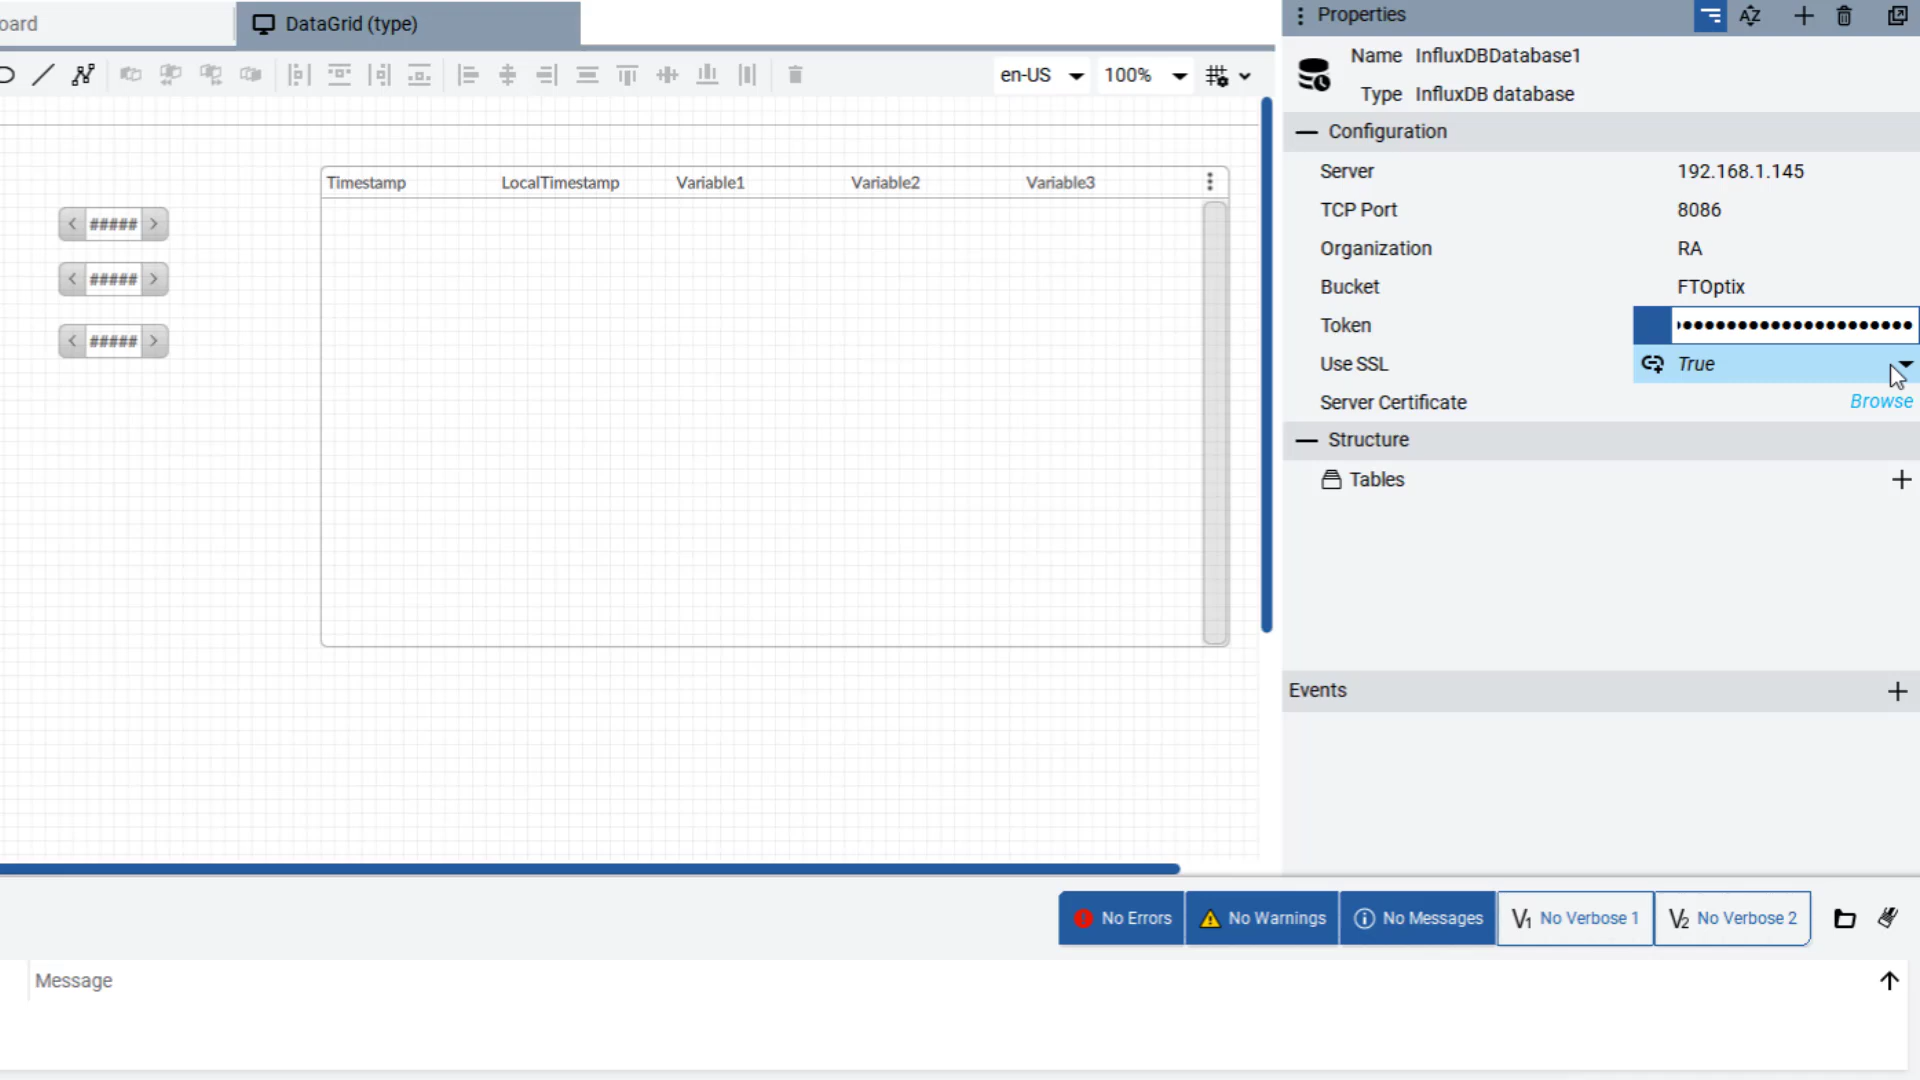 oard
DataGrid (type)
en-US
100%
Timestamp
LocalTimestamp
Variable1
Variable2
Variable3
#####
#####
#####
Properties
Name InfluxDBDatabase1
Type InfluxDB database
Configuration
Server 192.168.1.145
TCP Port 8086
Organization RA
Bucket FTOptix
Token
Use SSL True
Server Certificate Browse
Structure
Tables
Events
No Errors
No Warnings
No Messages
V1 No Verbose 1
V2 No Verbose 2
Message